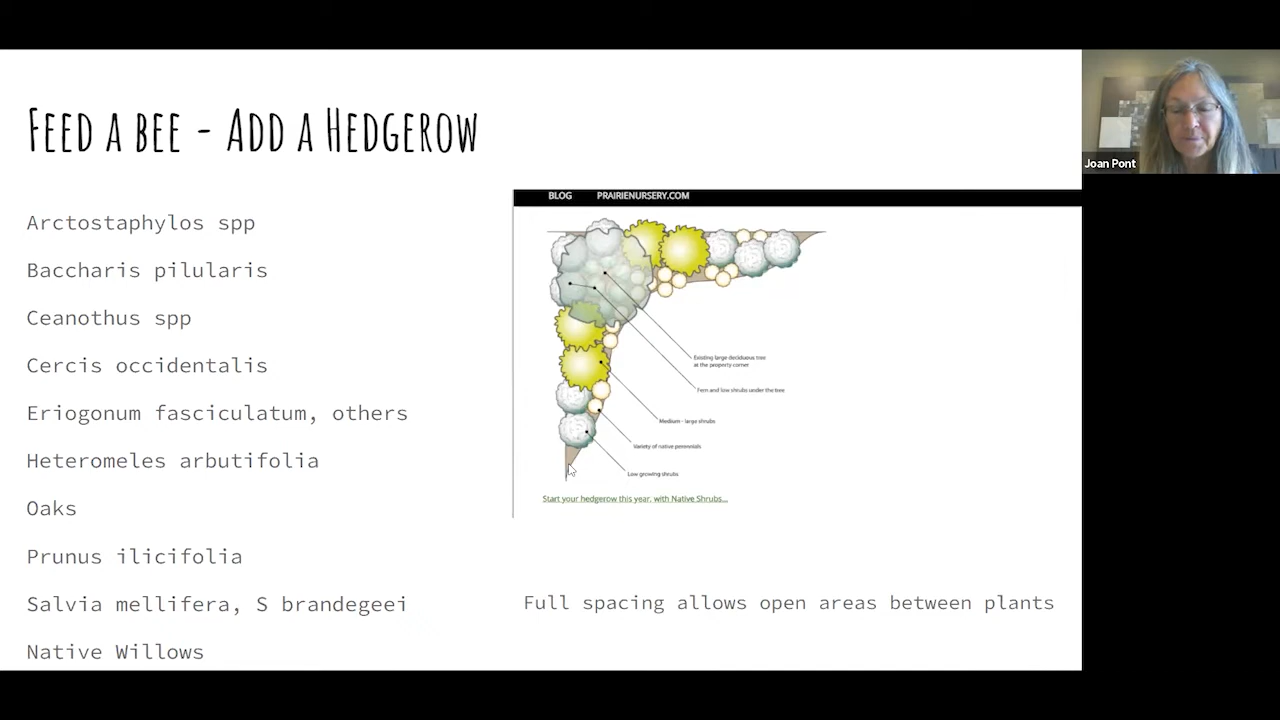 FEED A BEE - ADD A HEDGEROW
Joan Pont
Arctostaphylos spp
Baccharis pilularis
Ceanothus spp
Cercis occidentalis
Eriogonum fasciculatum, others
Heteromeles arbutifolia
Oaks
Prunus ilicifolia
Salvia mellifera, S brandegeei
Native Willows
BLOG PRAIRIENURSERY.COM
Existing large deciduous tree
at the property corner
Fern and low shrubs under the tree
Medium - large shrubs
Variety of native perennials
Low growing shrubs
Start your hedgerow this year, with Native Shrubs...
Full spacing allows open areas between plants